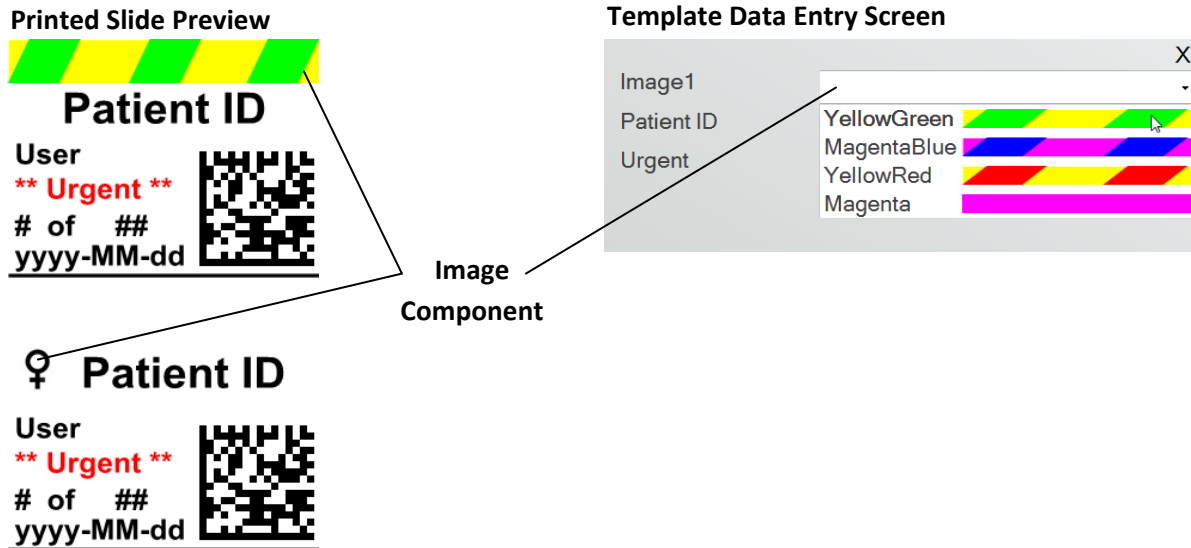 Printed Slide Preview
Patient ID
User
** Urgent **
# of ##
yyyy-MM-dd
Patient ID
User
** Urgent **
# of ##
yyyy-MM-dd
Image
Component
Template Data Entry Screen
X
Image1
Patient ID
Urgent
YellowGreen
MagentaBlue
YellowRed
Magenta